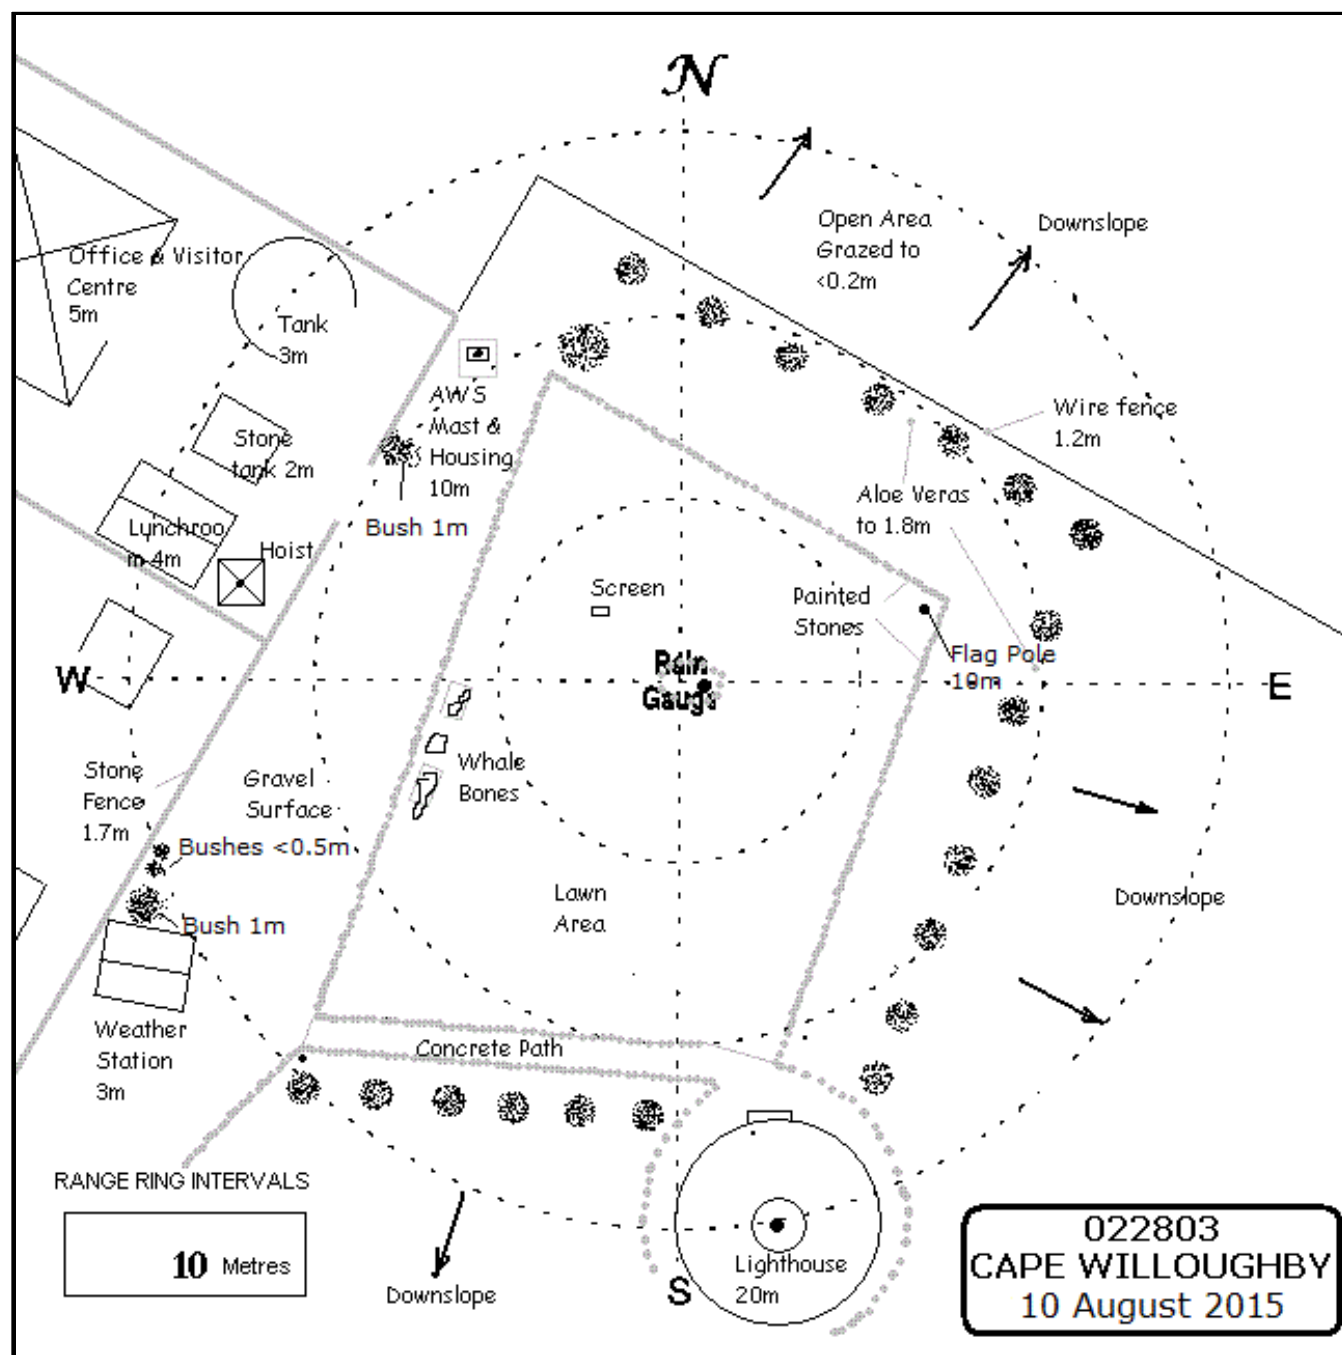 N
Open Area
Grazed to
<0.2m
Downslope
Office & Visitor
Centre
5m
Tank
3m
AWS
Mast &
Housing
10m
Wire fence
1.2m
Stone
tank 2m
Aloe Veras
to 1.8m
Bush 1m
Lynchroo
m 4m
Hoist
Screen
Painted
Stones
Rain
Gauge
Flag Pole
10m
W
E
Whale
Bones
Stone
Fence
1.7m
Gravel
Surface
Bushes <0.5m
Bush 1m
Lawn
Area
Downslope
Weather
Station
3m
Concrete Path
RANGE RING INTERVALS
10 Metres
Downslope
S
Lighthouse
20m
022803
CAPE WILLOUGHBY
10 August 2015